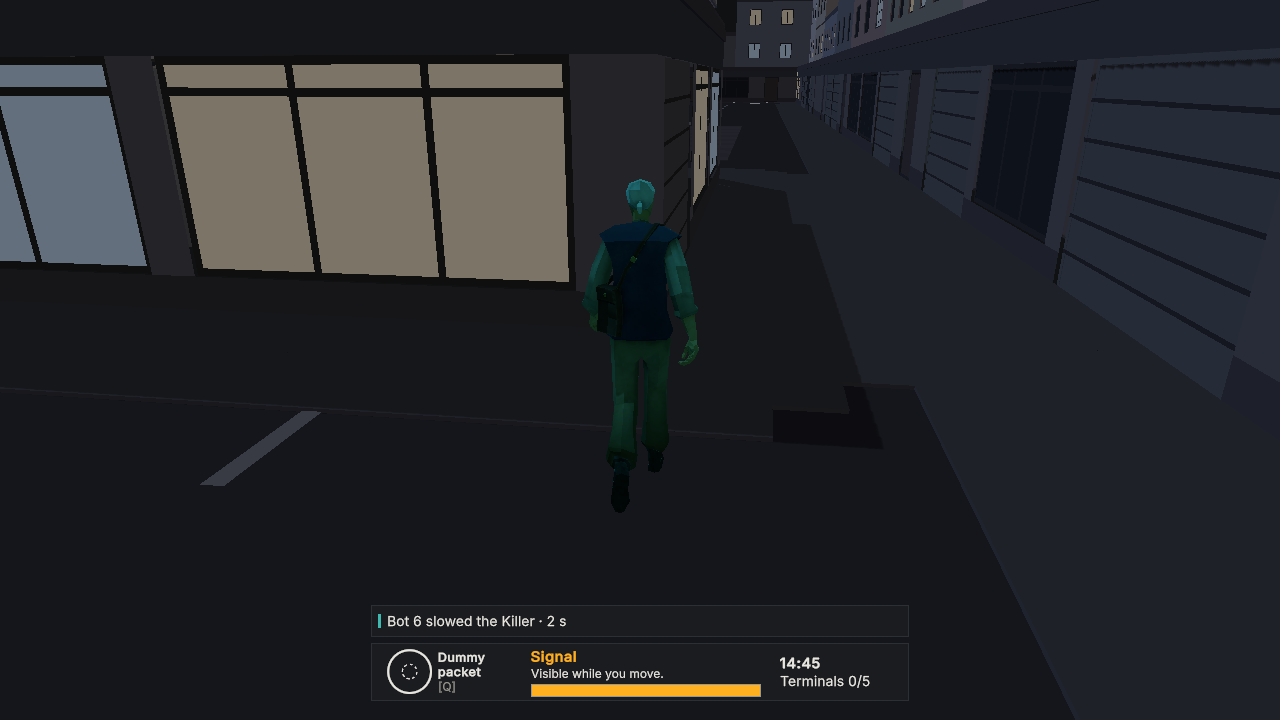 Bot 6 slowed the Killer · 2 s
Dummy
packet
[Q]
Signal
Visible while you move.
14:45
Terminals 0/5